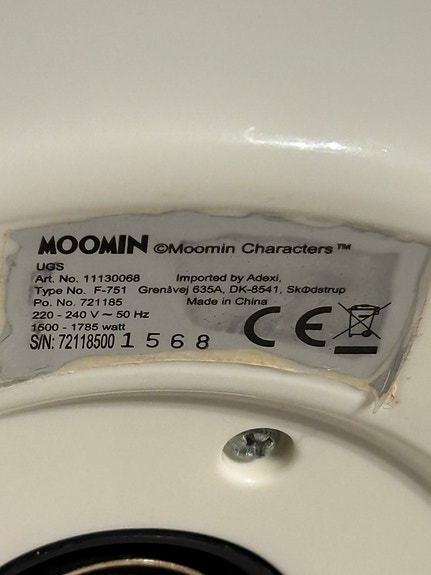 MOOMIN ©Moomin Characters™
UGS
Art. No. 11130068 Imported by Adexi,
Type No. F-751 Grenåvej 635A, DK-8541, SkØdstrup
Po. No. 721185 Made in China
220 - 240 V ~ 50 Hz
1500 - 1785 watt
S/N: 72118500 1568
CE